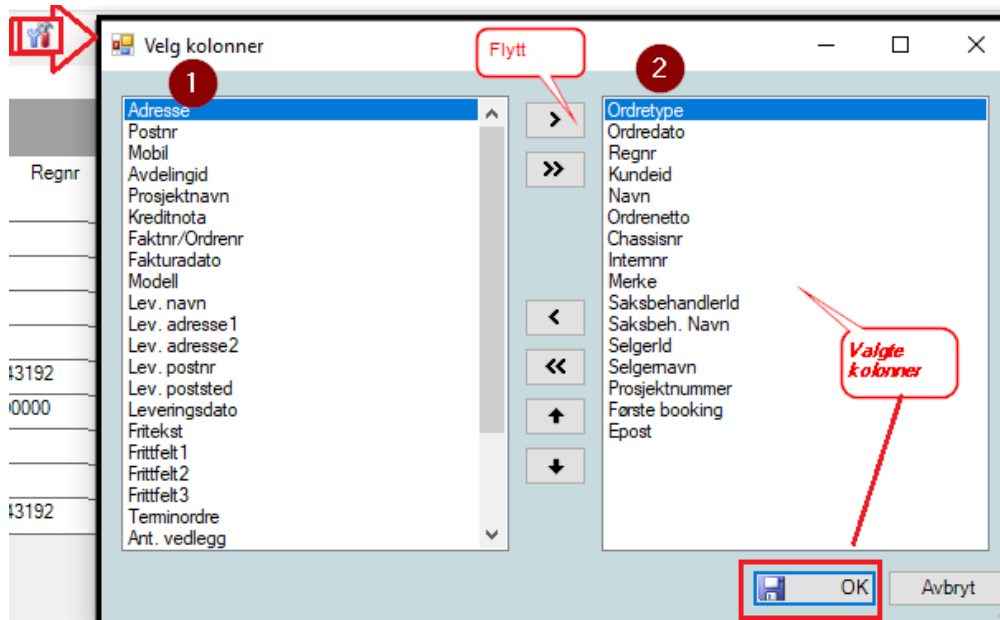 Velg kolonner
Flytt
1
2
Regnr
43192
00000
43192
Adresse
Postnr
Mobil
Avdelingid
Prosjektnavn
Kreditnota
Faktnr/Ordrenr
Fakturadato
Modell
Lev. navn
Lev. adresse1
Lev. adresse2
Lev. postnr
Lev. poststed
Leveringsdato
Fritekst
Frittfelt1
Frittfelt2
Frittfelt3
Terminordre
Ant. vedlegg
>
>>
<
<<
Ordretype
Ordredato
Regnr
Kundeid
Navn
Ordrenetto
Chassisnr
Internnr
Merke
SaksbehandlerId
Saksbeh. Navn
SelgerId
Selgernavn
Prosjektnummer
Første booking
Epost
Valgte
kolonner
OK
Avbryt